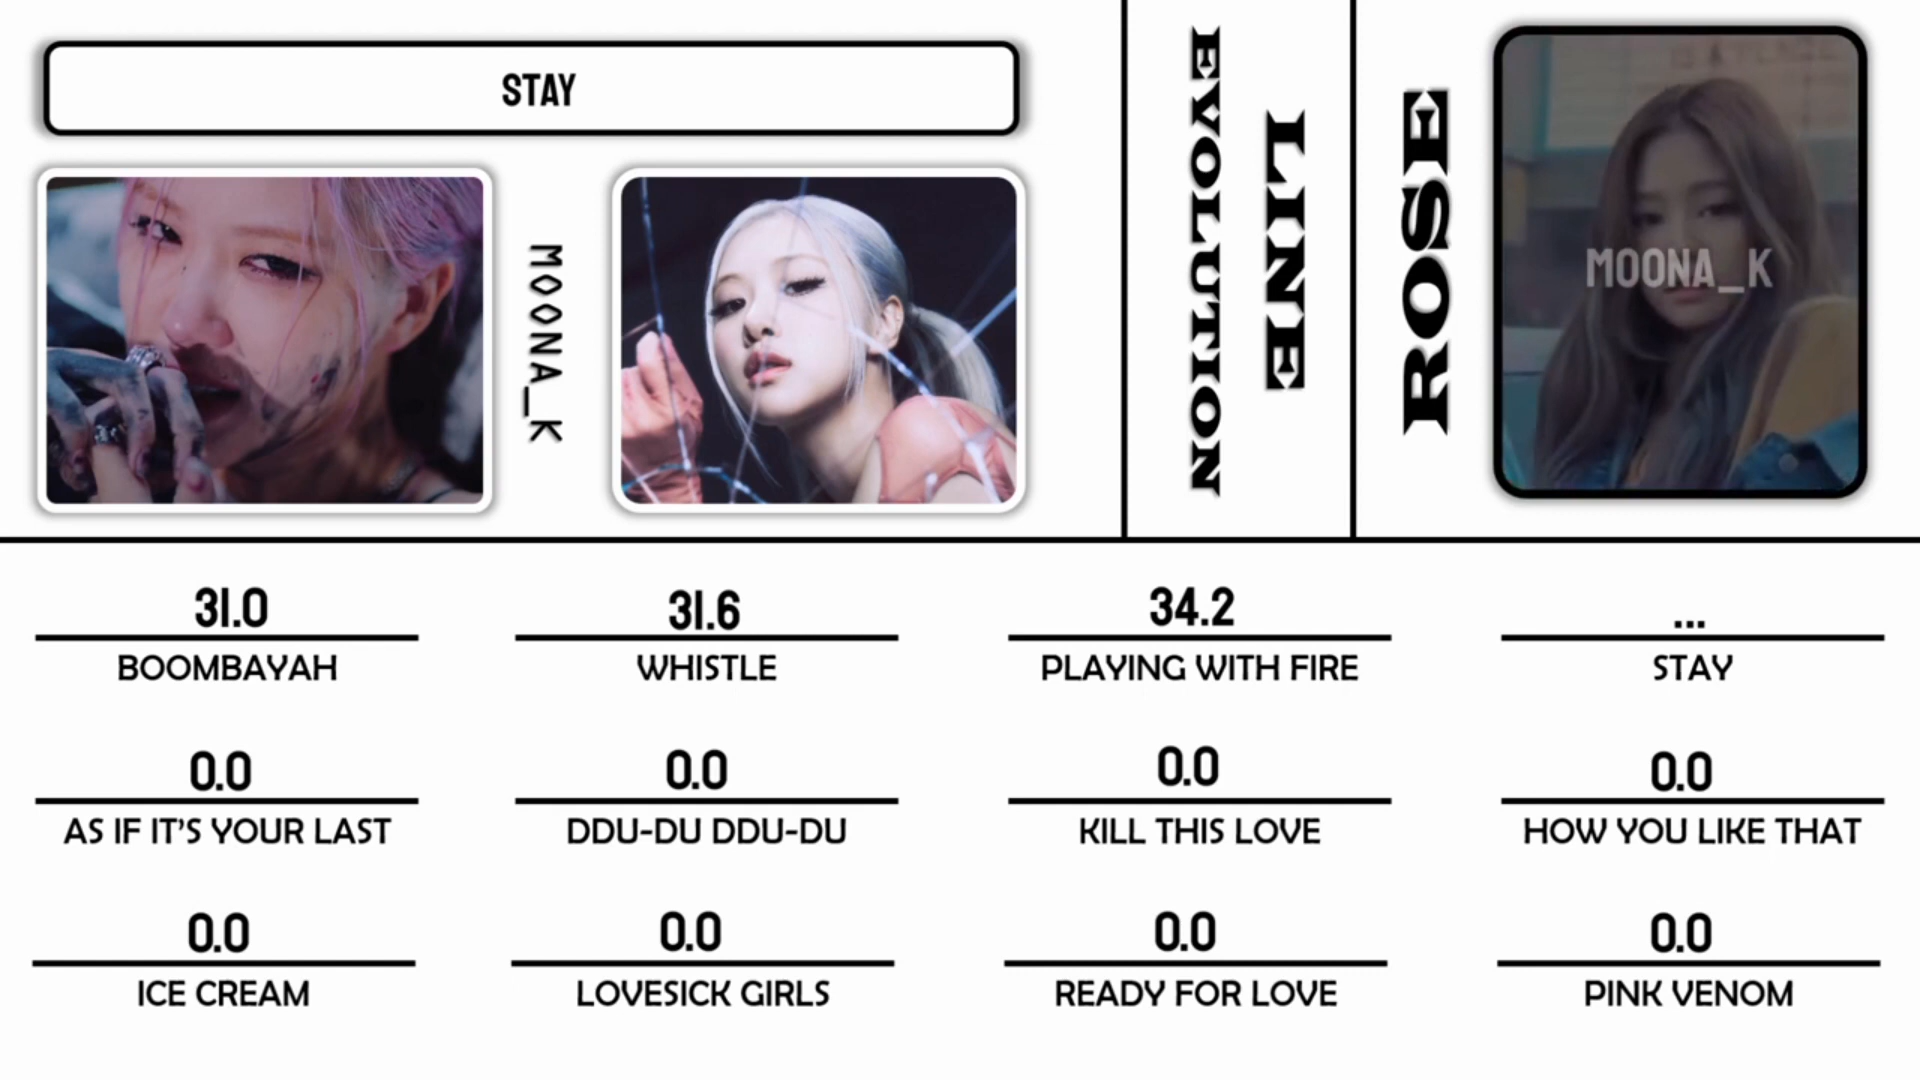 STAY
MOONA_K
LINE
EVOLUTION
ROSE
MOONA_K
31.0
BOOMBAYAH
31.6
WHISTLE
34.2
PLAYING WITH FIRE
...
STAY
0.0
AS IF IT'S YOUR LAST
0.0
DDU-DU DDU-DU
0.0
KILL THIS LOVE
0.0
HOW YOU LIKE THAT
0.0
ICE CREAM
0.0
LOVESICK GIRLS
0.0
READY FOR LOVE
0.0
PINK VENOM